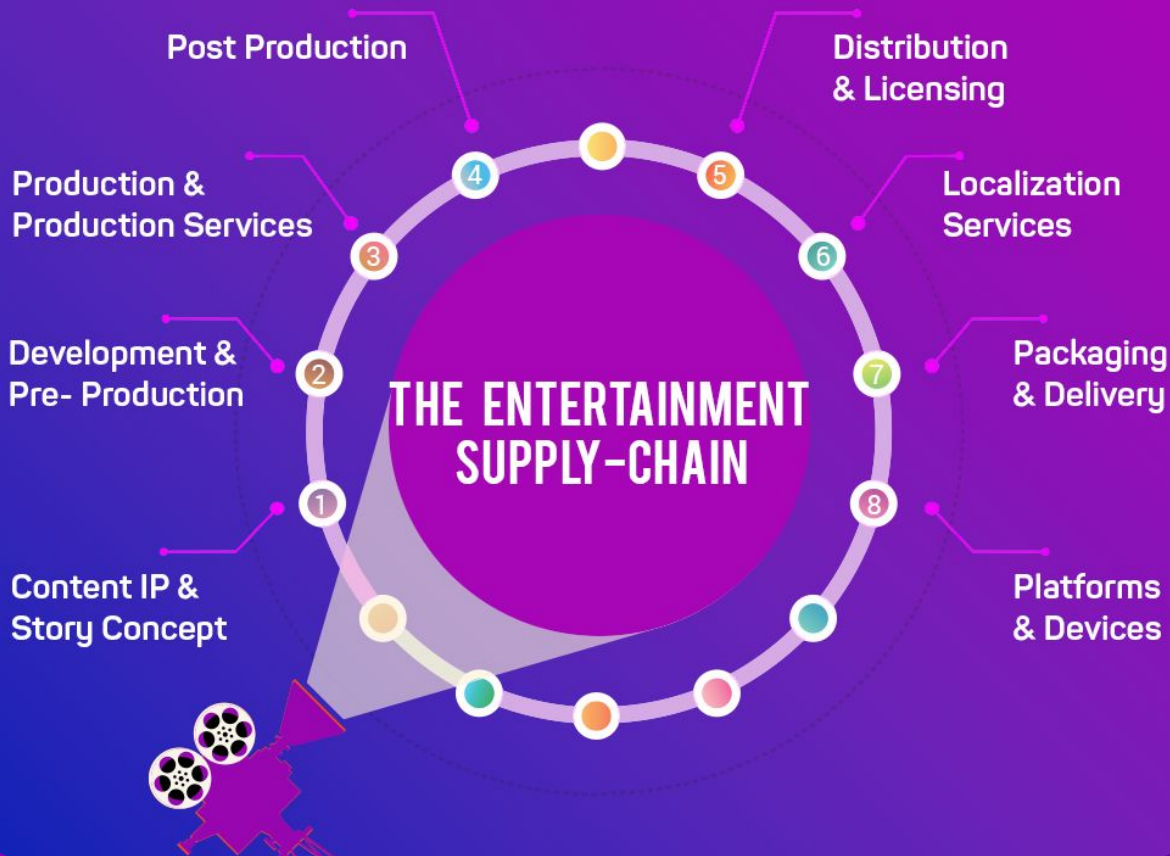 Post Production
4
Distribution
& Licensing
5
Production &
Production Services
3
Localization
Services
6
Development &
Pre- Production
2
Packaging
& Delivery
7
THE ENTERTAINMENT
SUPPLY-CHAIN
1
Content IP &
Story Concept
8
Platforms
& Devices